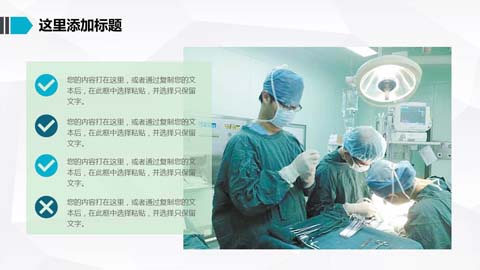 这里添加标题
您的内容打在这里，或者通过复制您的文
本后，在此框中选择粘贴，并选择只保留
文字。
您的内容打在这里，或者通过复制您的文
本后，在此框中选择粘贴，并选择只保留
文字。
您的内容打在这里，或者通过复制您的文
本后，在此框中选择粘贴，并选择只保留
文字。
您的内容打在这里，或者通过复制您的文
本后，在此框中选择粘贴，并选择只保留
文字。